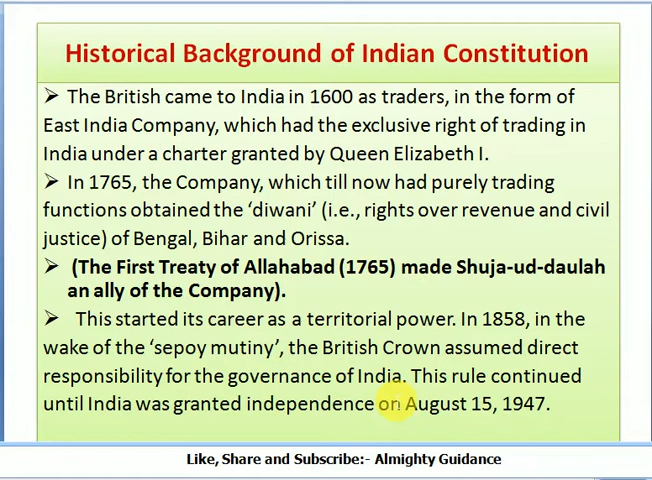 Historical Background of Indian Constitution
➢ The British came to India in 1600 as traders, in the form of
East India Company, which had the exclusive right of trading in
India under a charter granted by Queen Elizabeth I.
➢ In 1765, the Company, which till now had purely trading
functions obtained the ‘diwani’ (i.e., rights over revenue and civil
justice) of Bengal, Bihar and Orissa.
➢ (The First Treaty of Allahabad (1765) made Shuja-ud-daulah
an ally of the Company).
➢ This started its career as a territorial power. In 1858, in the
wake of the ‘sepoy mutiny’, the British Crown assumed direct
responsibility for the governance of India. This rule continued
until India was granted independence on August 15, 1947.
Like, Share and Subscribe:- Almighty Guidance